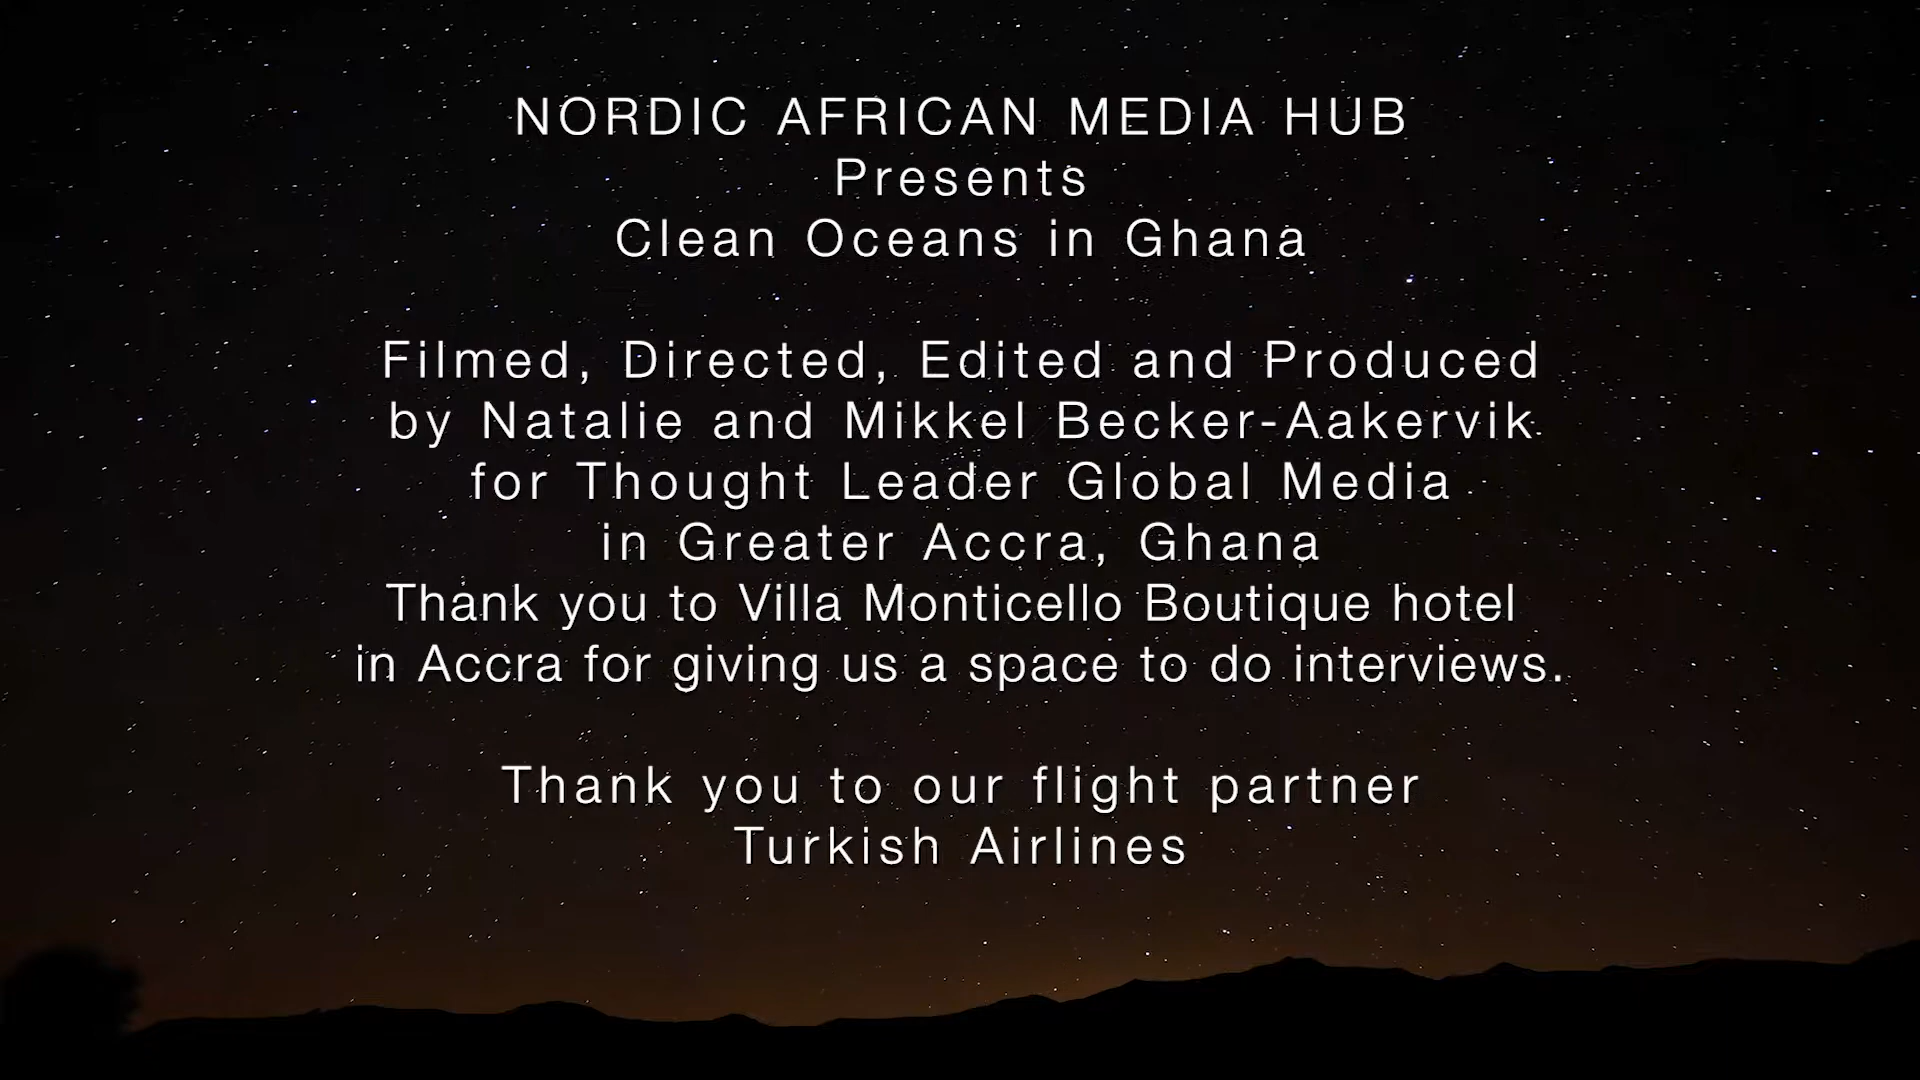 NORDIC AFRICAN MEDIA HUB
Presents
Clean Oceans in Ghana
Filmed, Directed, Edited and Produced
by Natalie and Mikkel Becker-Aakervik
for Thought Leader Global Media
in Greater Accra, Ghana
Thank you to Villa Monticello Boutique hotel
in Accra for giving us a space to do interviews.
Thank you to our flight partner
Turkish Airlines